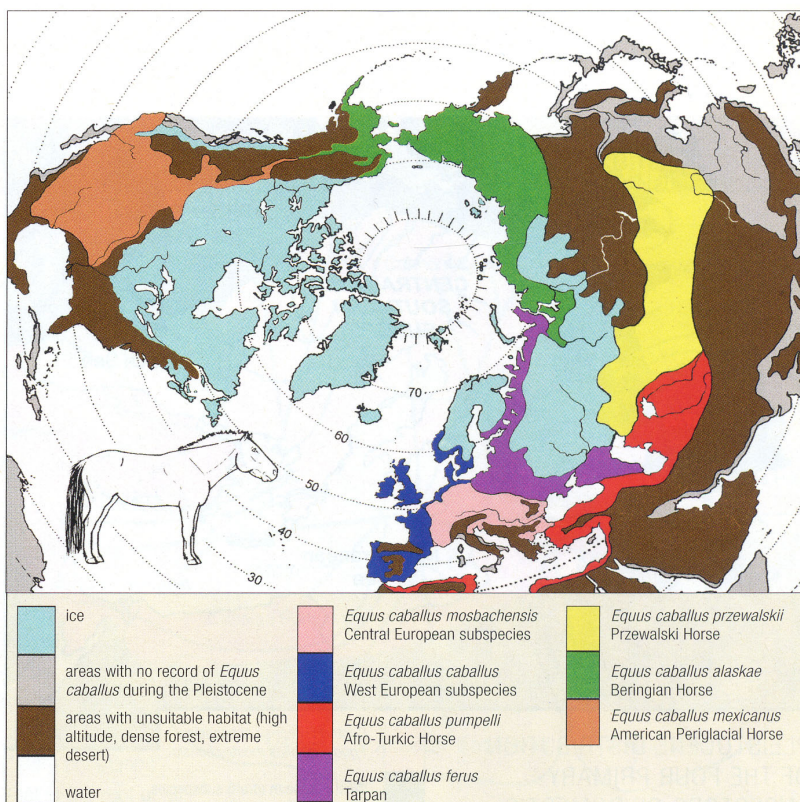 70
60
50
40
30
ice
areas with no record of Equus
caballus during the Pleistocene
areas with unsuitable habitat (high
altitude, dense forest, extreme
desert)
water
Equus caballus mosbachensis
Central European subspecies
Equus caballus caballus
West European subspecies
Equus caballus pumpelli
Afro-Turkic Horse
Equus caballus ferus
Tarpan
Equus caballus przewalskii
Przewalski Horse
Equus caballus alaskae
Beringian Horse
Equus caballus mexicanus
American Periglacial Horse